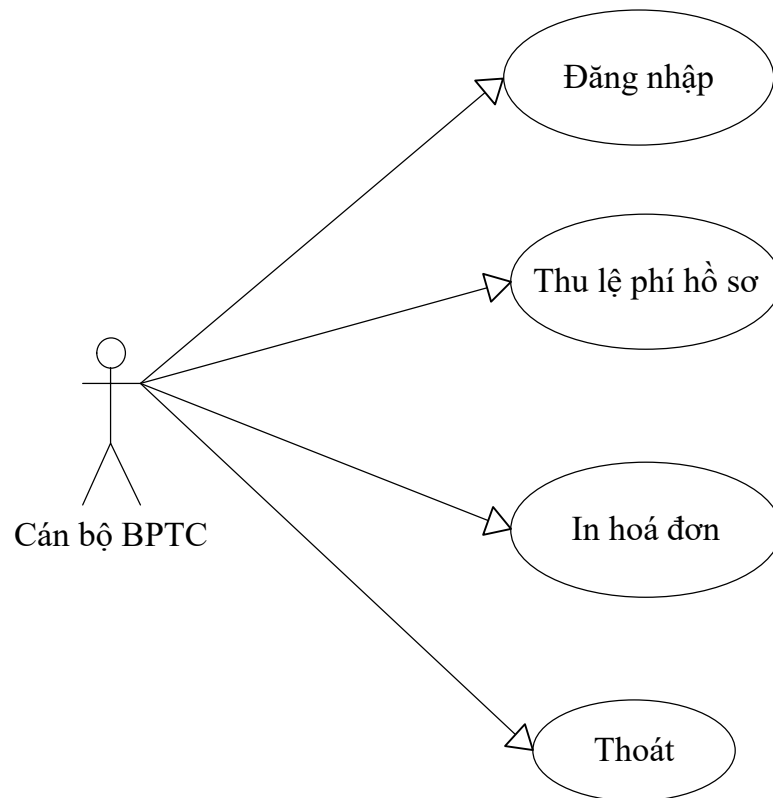 Đăng nhập
Thu lệ phí hồ sơ
Cán bộ BPTC
In hoá đơn
Thoát